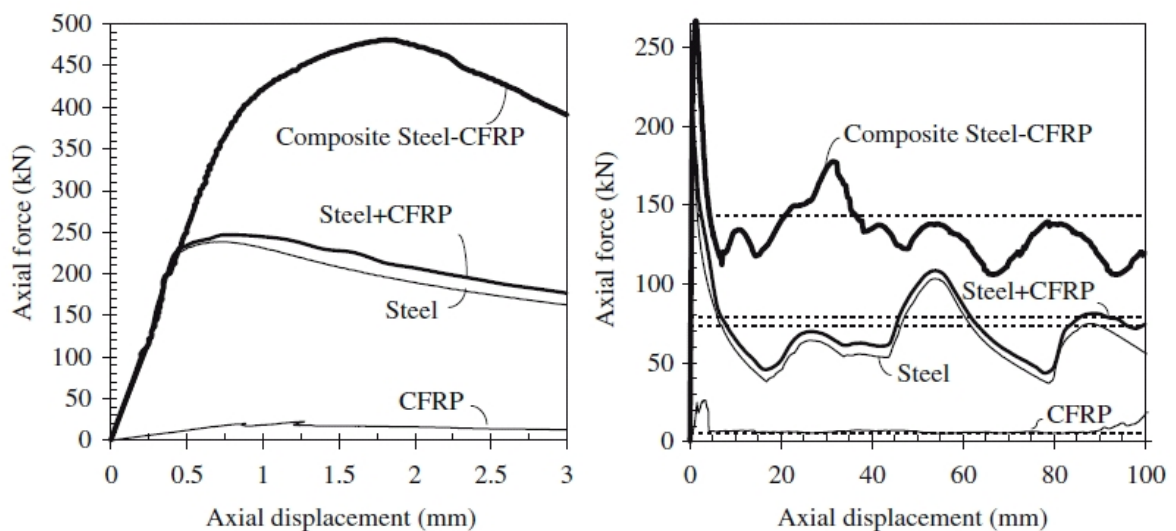 500
450
400
350
300
250
200
150
100
50
0
Axial force (kN)
Composite Steel-CFRP
Steel+CFRP
Steel
CFRP
0 0.5 1 1.5 2 2.5 3
Axial displacement (mm)
250
200
150
100
50
0
Axial force (kN)
Composite Steel-CFRP
Steel+CFRP
Steel
CFRP
0 20 40 60 80 100
Axial displacement (mm)